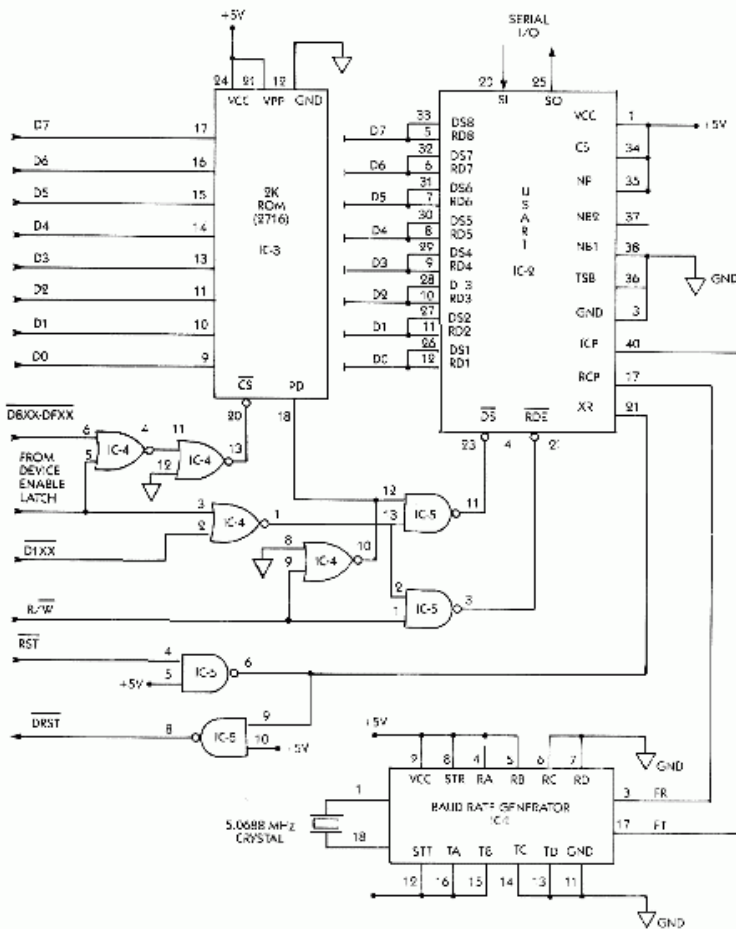 SERIAL
I/O
+5V
24 21 12
VCC VPP GND
2K
ROM
(2716)
IC-3
CS
PD
20
18
D7 17
D6 16
D5 15
D4 14
D3 13
D2 11
D1 10
D0 9
25
SI SO
USART
IC-2
D7
33 DS8
5 RD8
D6
32 DS7
6 RD7
D5
31 DS6
7 RD6
D4
30 DS5
8 RD5
D3
29 DS4
9 RD4
D2
28
10 RD3
D1
27 DS2
11 RD2
26 DS1
12 RD1
VCC 1
+5V
CS 34
35
NB2 37
NB1 38
TSB 36
GND
GND 3
40
RCP 17
XR 21
DS RDE
23 4
D8XX-DFXX
6 IC-4 4
5
11 IC-4 13
12
FROM
DEVICE
ENABLE
LATCH
3 IC-4 1
2
D1XX
8 IC-4 10
9
R/W
12 IC-5 11
13
2 IC-5 3
1
RST
4 IC-5 6
5
+5V
DRST
8 IC-5 9
10
+5V
+5V
9 8 4 5 6 7
VCC STR RA RB RC RD
GND
BAUD RATE GENERATOR
1
18
5.0688 MHz
CRYSTAL
3 FR
17 FT
STT TA TB TC TD GND
12 16 15 14 13 11
GND